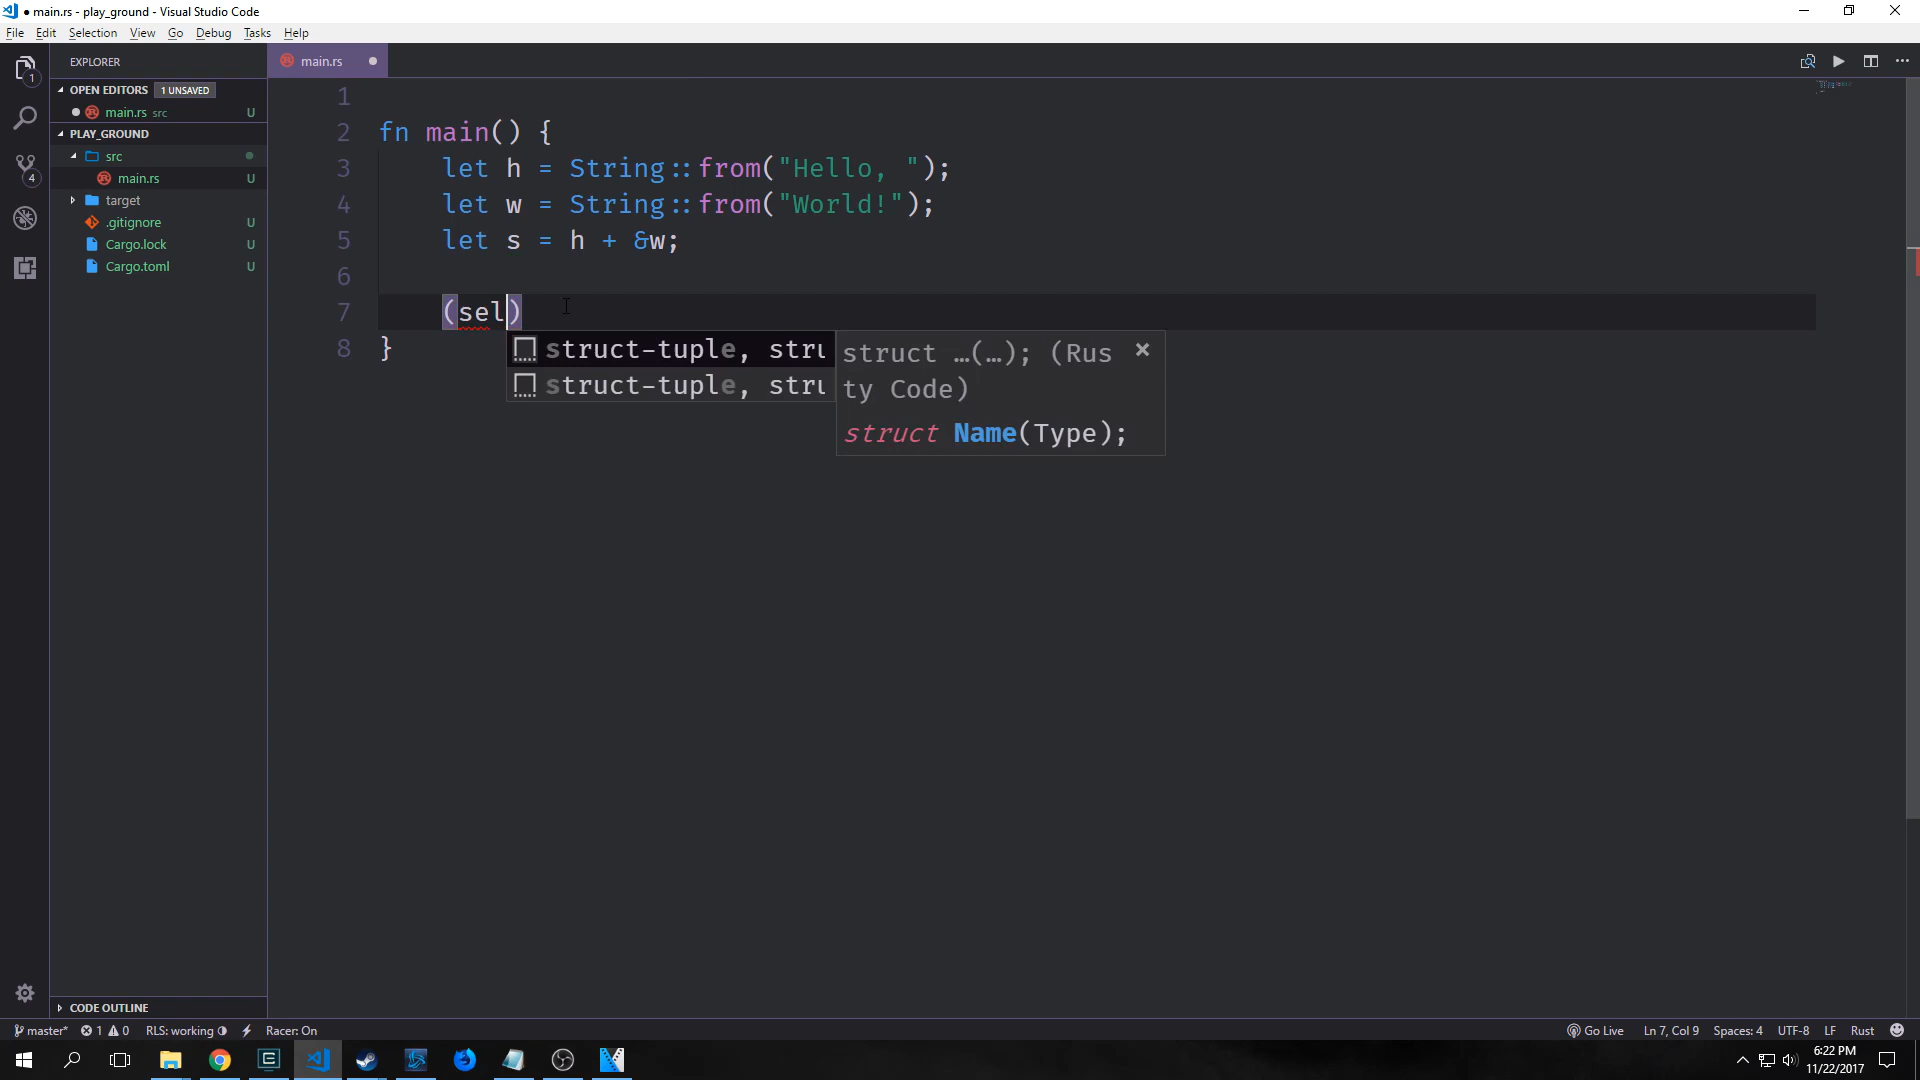 ● main.rs - play_ground - Visual Studio Code
File Edit Selection View Go Debug Tasks Help
1
EXPLORER
main.rs
OPEN EDITORS 1 UNSAVED
main.rs src U
PLAY_GROUND
src
4
main.rs U
target
.gitignore U
Cargo.lock U
Cargo.toml U
CODE OUTLINE
1
2 fn main() {
3 let h = String::from("Hello, ");
4 let w = String::from("World!");
5 let s = h + &w;
6
7 (sel)
8 }
struct-tuple, stru
struct-tuple, stru
struct …(…); (Rus
ty Code)
struct Name(Type);
master* 1 0 RLS: working Racer: On Go Live Ln 7, Col 9 Spaces: 4 UTF-8 LF Rust
6:22 PM
11/22/2017